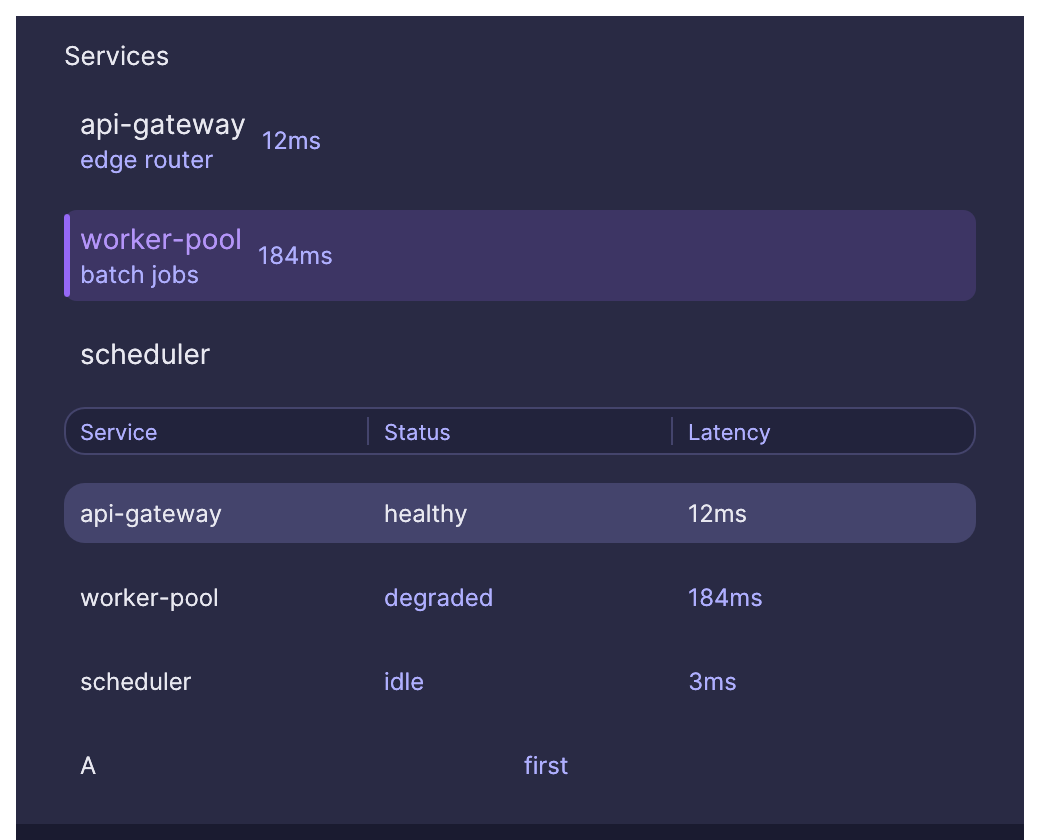 Services
api-gateway
12ms
edge router
worker-pool
184ms
batch jobs
scheduler
Service Status Latency
api-gateway healthy 12ms
worker-pool degraded 184ms
scheduler idle 3ms
A first